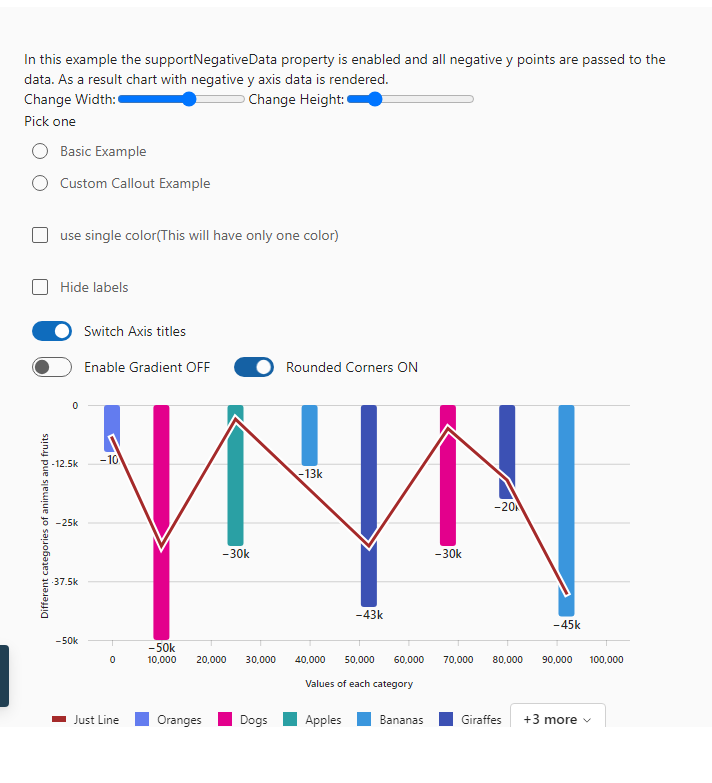 In this example the supportNegativeData property is enabled and all negative y points are passed to the
data. As a result chart with negative y axis data is rendered.
Change Width: Change Height:
Pick one
Basic Example
Custom Callout Example
use single color(This will have only one color)
Hide labels
Switch Axis titles
Enable Gradient OFF Rounded Corners ON
Different categories of animals and fruits
0
−12.5k
−25k
−37.5k
−50k
−10
−50k
−30k
−13k
−43k
−30k
−20k
−45k
0 10,000 20,000 30,000 40,000 50,000 60,000 70,000 80,000 90,000 100,000
Values of each category
Just Line Oranges Dogs Apples Bananas Giraffes +3 more